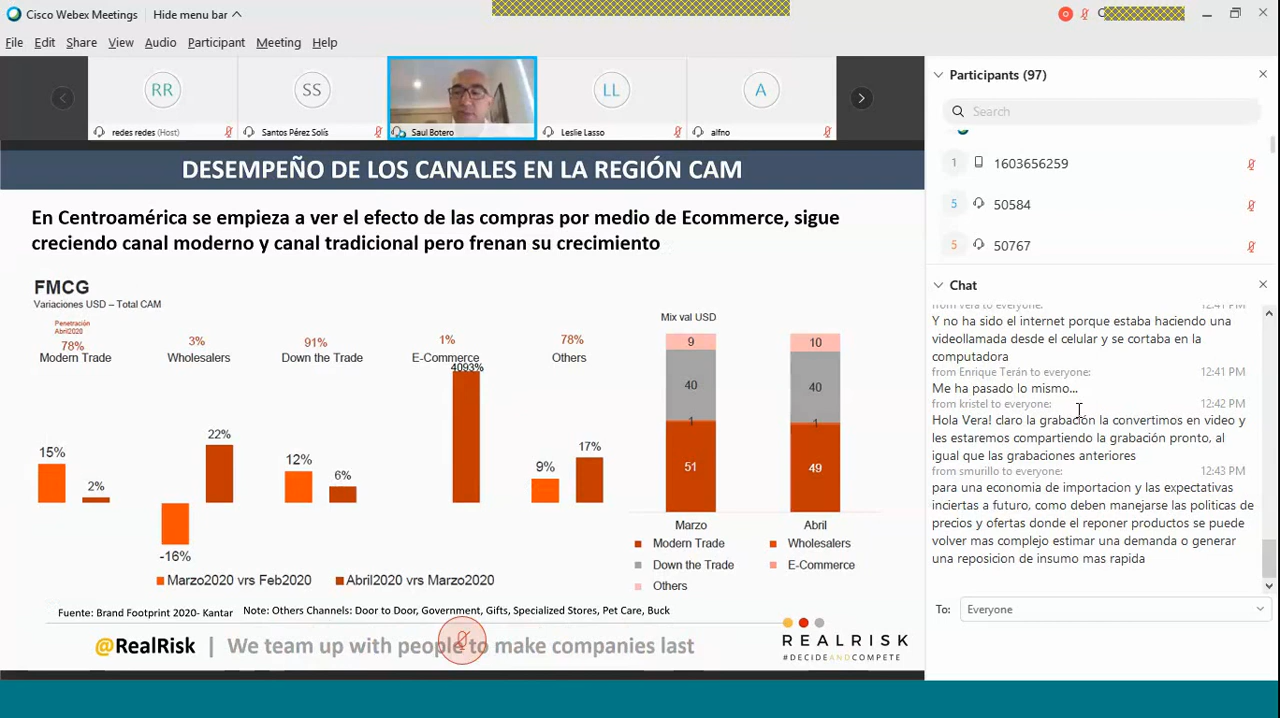 Cisco Webex Meetings Hide menu bar
File Edit Share View Audio Participant Meeting Help
RR SS LL A
redes redes (Host) Santos Pérez Solís Saul Botero Leslie Lasso aifno
DESEMPEÑO DE LOS CANALES EN LA REGIÓN CAM
En Centroamérica se empieza a ver el efecto de las compras por medio de Ecommerce, sigue
creciendo canal moderno y canal tradicional pero frenan su crecimiento
FMCG
Variaciones USD – Total CAM
Penetración
Abril2020
78% 3% 91% 1% 78%
Modern Trade Wholesalers Down the Trade E-Commerce Others
4093%
15% 2% -16% 22% 12% 6% 9% 17%
Marzo2020 vrs Feb2020 Abril2020 vrs Marzo2020
Mix val USD
9 10
40 40
1 1
51 49
Marzo Abril
Modern Trade Wholesalers
Down the Trade E-Commerce
Others
Fuente: Brand Footprint 2020- Kantar Note: Others Channels: Door to Door, Government, Gifts, Specialized Stores, Pet Care, Buck
@RealRisk | We team up with people to make companies last
REALRISK
#DECIDEANDCOMPETE
Participants (97)
Search
1 1603656259
5 50584
5 50767
Chat
from vera to everyone: 12:41 PM
Y no ha sido el internet porque estaba haciendo una
videollamada desde el celular y se cortaba en la
computadora
from Enrique Terán to everyone: 12:41 PM
Me ha pasado lo mismo...
from kristel to everyone: 12:42 PM
Hola Vera! claro la grabación la convertimos en video y
les estaremos compartiendo la grabación pronto, al
igual que las grabaciones anteriores
from smurillo to everyone: 12:43 PM
para una economia de importacion y las expectativas
inciertas a futuro, como deben manejarse las politicas de
precios y ofertas donde el reponer productos se puede
volver mas complejo estimar una demanda o generar
una reposicion de insumo mas rapida
To: Everyone